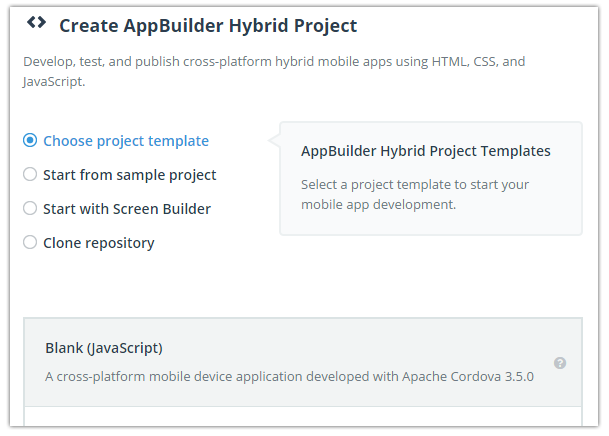 Create AppBuilder Hybrid Project
Develop, test, and publish cross-platform hybrid mobile apps using HTML, CSS, and
JavaScript.
Choose project template
Start from sample project
Start with Screen Builder
Clone repository
AppBuilder Hybrid Project Templates
Select a project template to start your
mobile app development.
Blank (JavaScript)
A cross-platform mobile device application developed with Apache Cordova 3.5.0
?